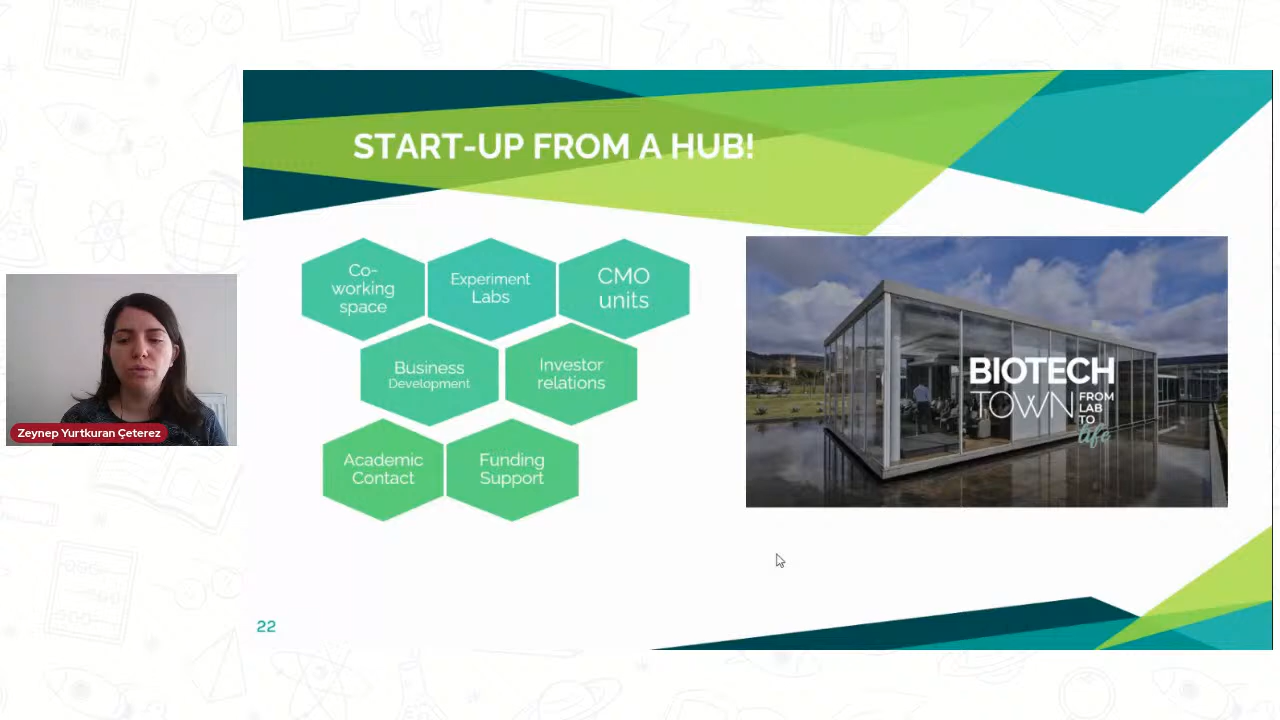 START-UP FROM A HUB!
Co-
working
space
Experiment
Labs
CMO
units
Business
Development
Investor
relations
Academic
Contact
Funding
Support
BIOTECH
TOWN
FROM
LAB
TO
life
Zeynep Yurtkuran Çeterez
22